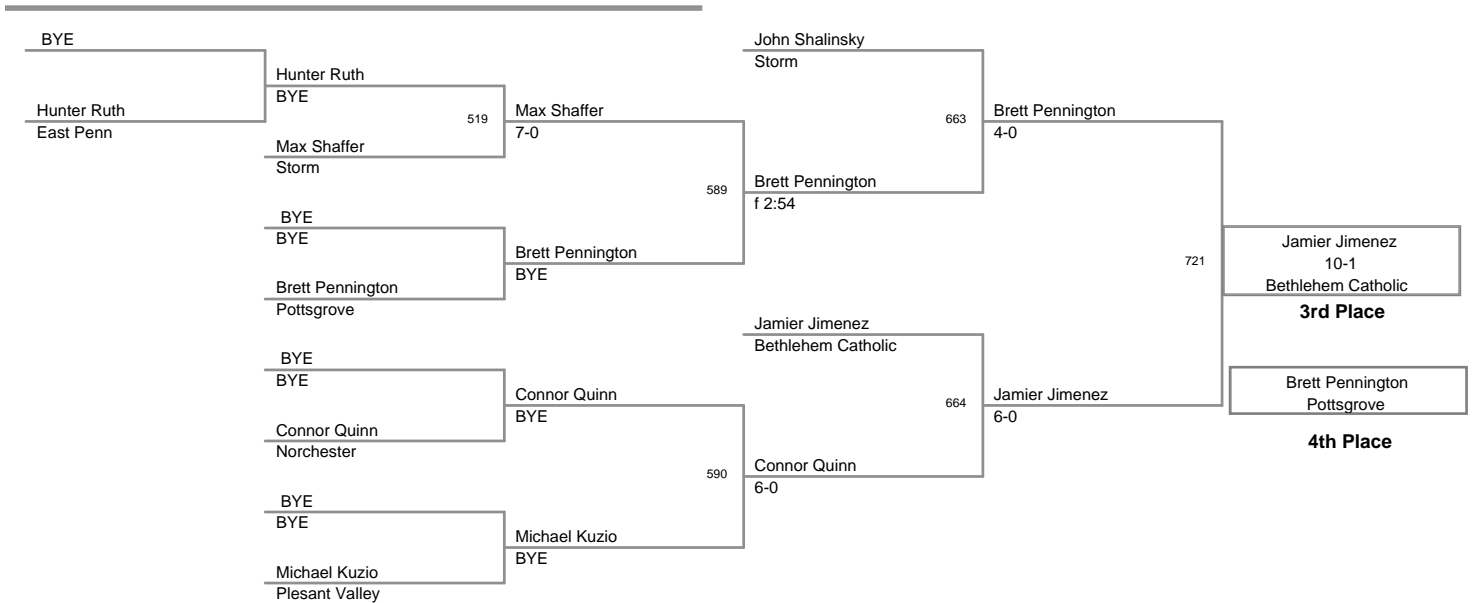 BYE
Hunter Ruth
East Penn
Hunter Ruth
BYE
519
Max Shaffer
Storm
BYE
BYE
Brett Pennington
Pottsgrove
BYE
BYE
Connor Quinn
Norchester
BYE
BYE
Michael Kuzio
Plesant Valley
Max Shaffer
7-0
589
Brett Pennington
BYE
Connor Quinn
BYE
590
Michael Kuzio
BYE
John Shalinsky
Storm
663
Brett Pennington
f 2:54
Jamier Jimenez
Bethlehem Catholic
664
Connor Quinn
6-0
Brett Pennington
4-0
721
Jamier Jimenez
6-0
Jamier Jimenez
10-1
Bethlehem Catholic
3rd Place
Brett Pennington
Pottsgrove
4th Place